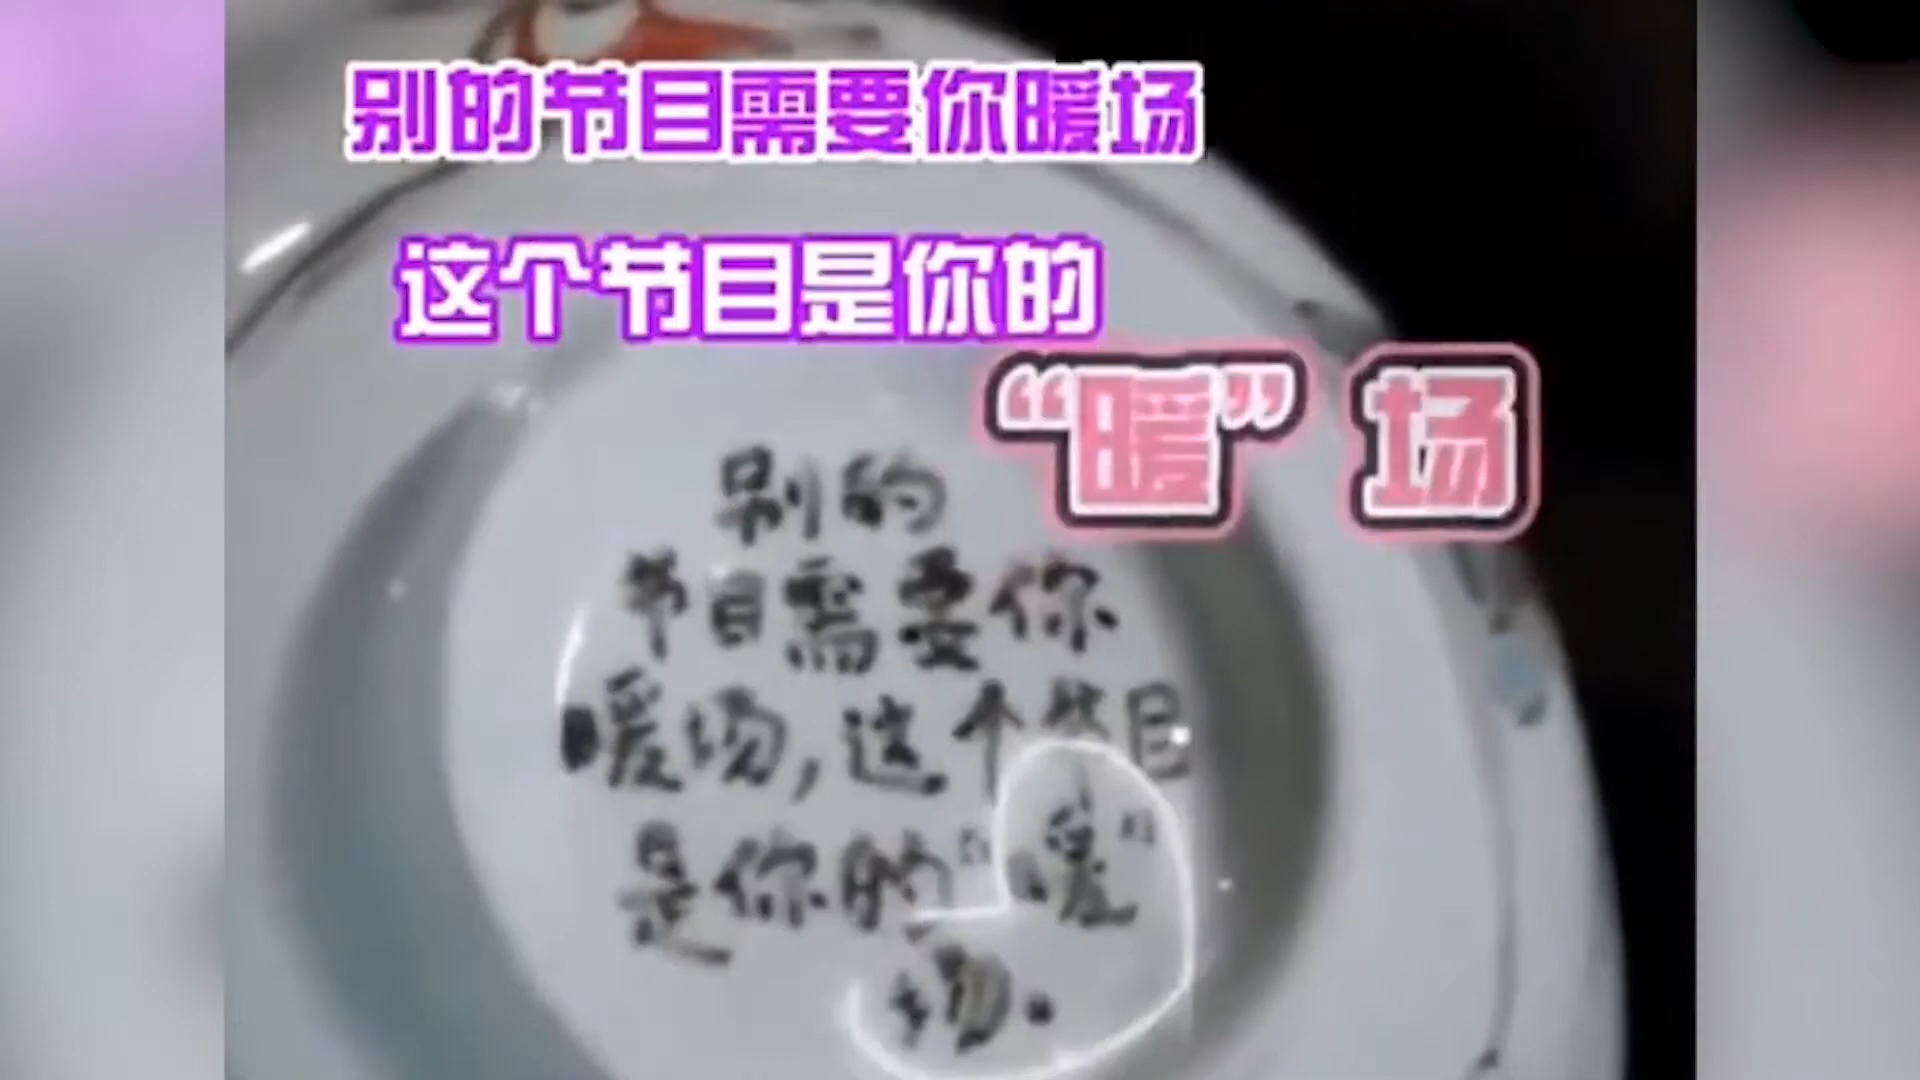 别的节目需要你暖场
这个节目是你的
“暖”场
别的
节目需要你
暖场,这个节目
是你的“暖”
场。